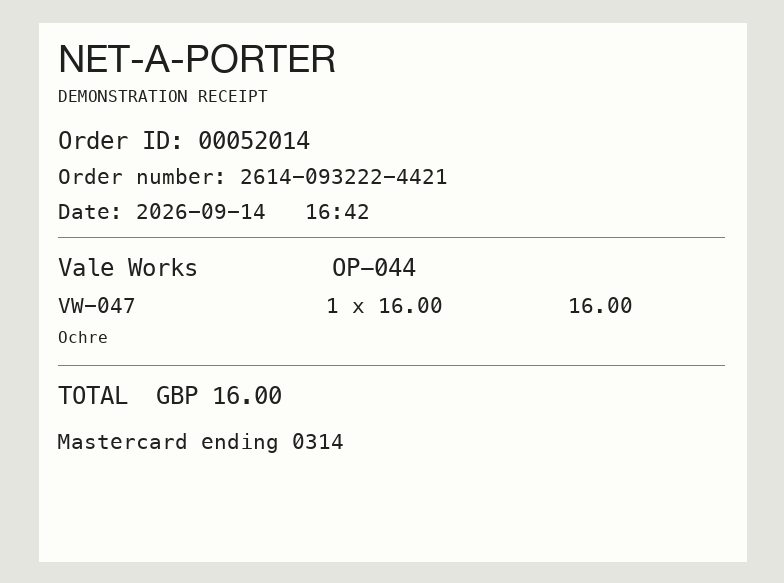 NET-A-PORTER
DEMONSTRATION RECEIPT
Order ID: 00052014
Order number: 2614-093222-4421
Date: 2026-09-14 16:42
Vale Works OP-044
VW-047 1 x 16.00 16.00
Ochre
TOTAL GBP 16.00
Mastercard ending 0314